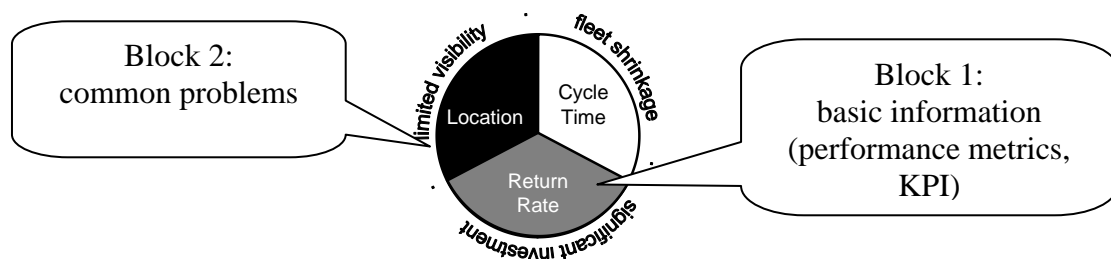 Block 2:
common problems
limited visibility
fleet shrinkage
significant investment
Location
Cycle
Time
Return
Rate
Block 1:
basic information
(performance metrics,
KPI)